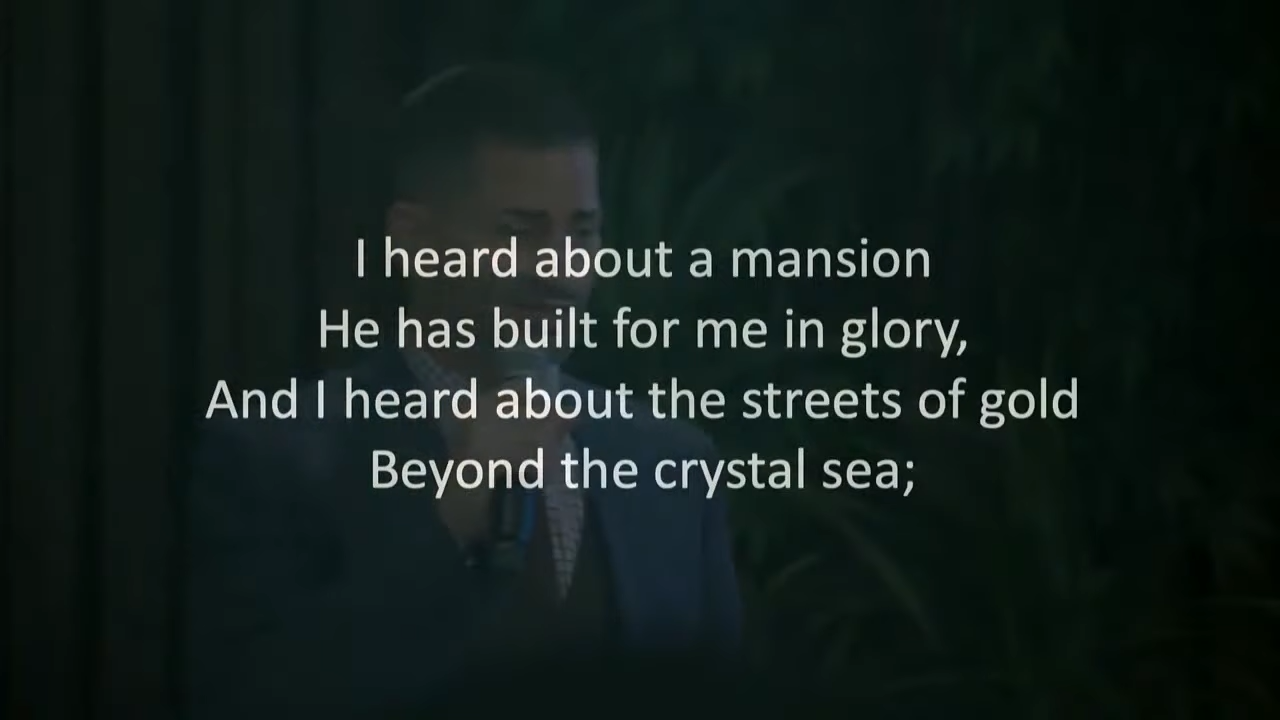 I heard about a mansion
He has built for me in glory,
And I heard about the streets of gold
Beyond the crystal sea;